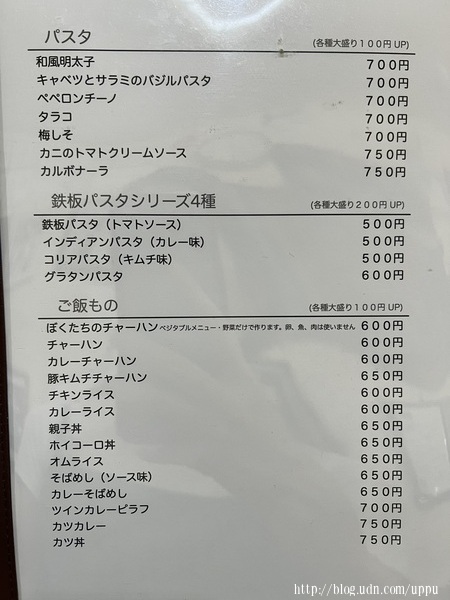 パスタ (各種大盛り100円 UP)
和風明太子 700円
キャベツとサラミのバジルパスタ 700円
ペペロンチーノ 700円
タラコ 700円
梅しそ 700円
カニのトマトクリームソース 750円
カルボナーラ 750円
鉄板パスタシリーズ4種 (各種大盛り200円 UP)
鉄板パスタ（トマトソース） 500円
インディアンパスタ（カレー味） 500円
コリアパスタ（キムチ味） 500円
グラタンパスタ 600円
ご飯もの (各種大盛り100円 UP)
ぼくたちのチャーハン ベジタブルメニュー・野菜だけで作ります。卵、魚、肉は使いません 600円
チャーハン 600円
カレーチャーハン 600円
豚キムチチャーハン 650円
チキンライス 600円
カレーライス 600円
親子丼 650円
ホイコーロ丼 650円
オムライス 650円
そばめし（ソース味） 650円
カレーそばめし 650円
ツインカレーピラフ 700円
カツカレー 750円
カツ丼 750円
http://blog.udn.com/uppu